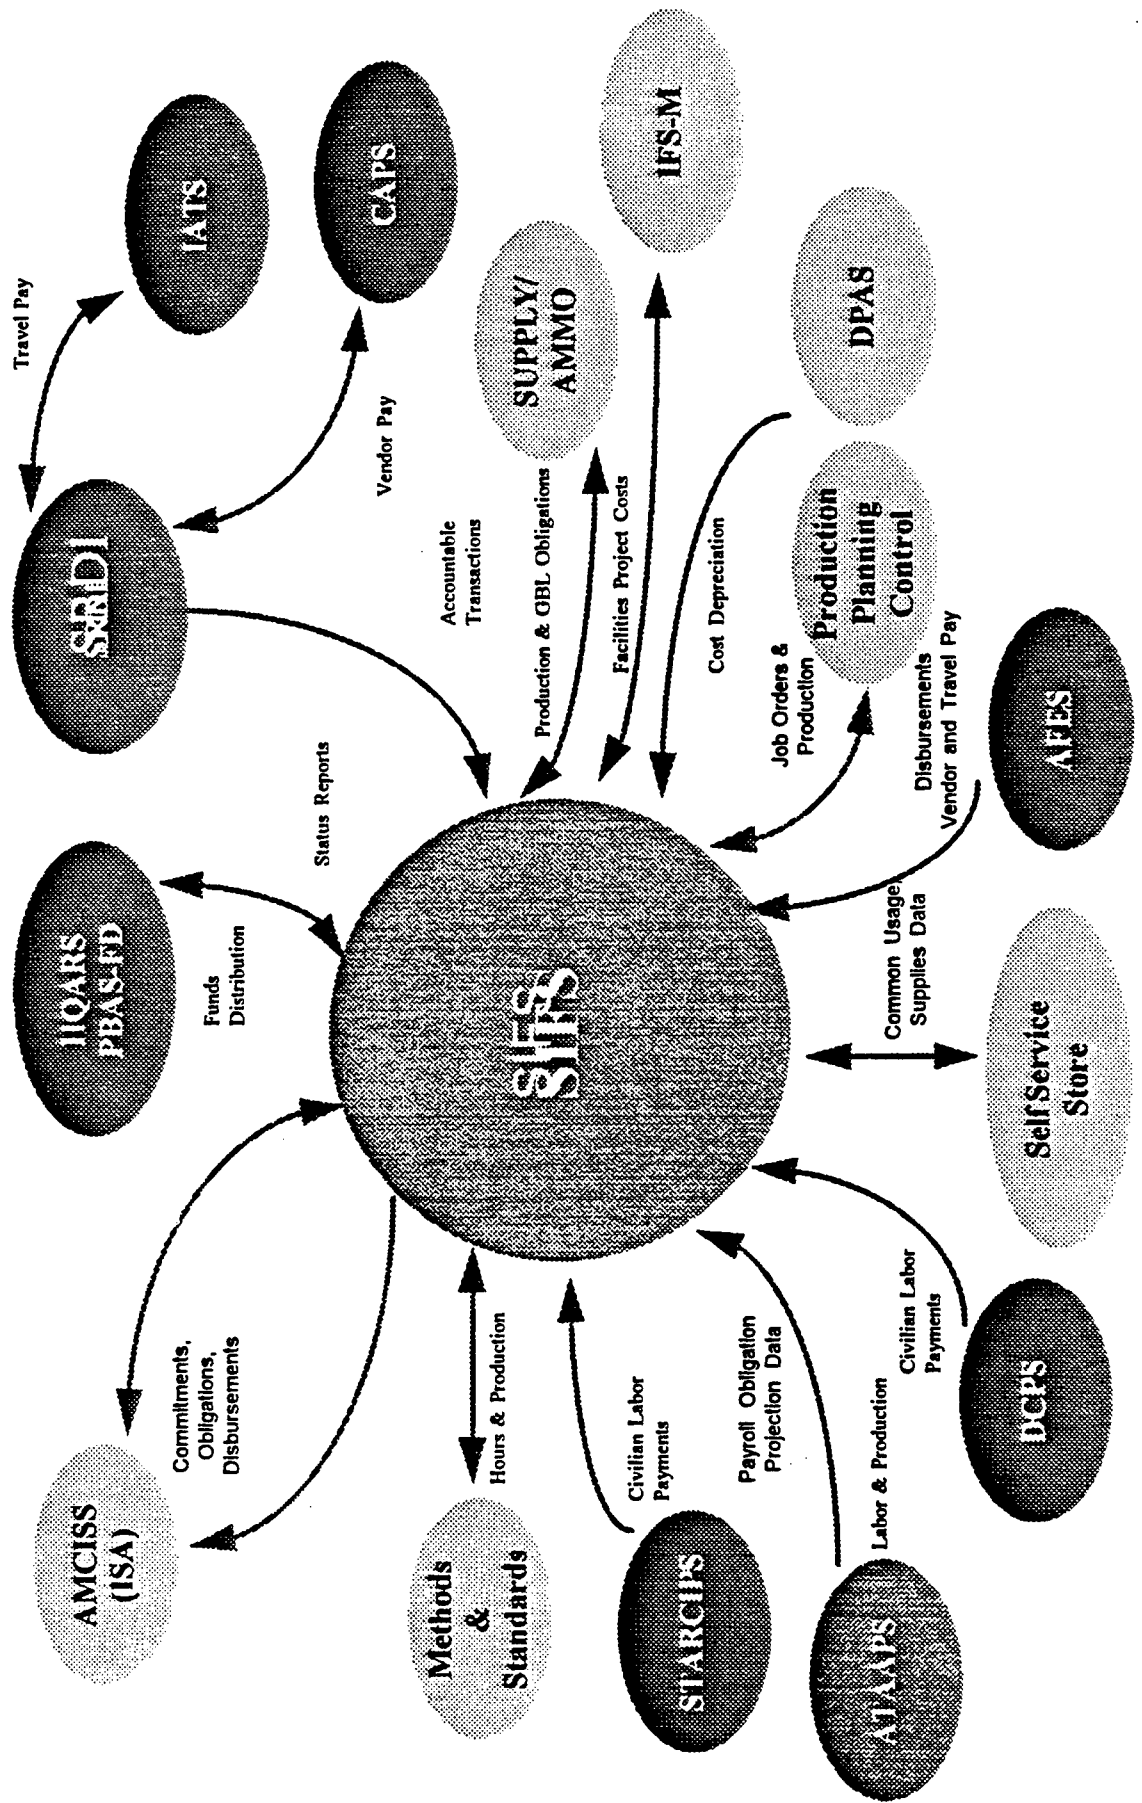 AMCISS
(ISA)
Commitments,
Obligations,
Disbursements
HQARS
PBAS-FD
Funds
Distribution
Status Reports
SRD1
Travel Pay
IATS
Vendor Pay
CAPS
Accountable
Transactions
Methods
&
Standards
Hours & Production
SIFS
Production & GBL Obligations
SUPPLY/
AMMO
Facilities Project Costs
IFS-M
STARCIPS
Civilian Labor
Payments
Cost Depreciation
DPAS
Payroll Obligation
Projection Data
Job Orders &
Production
Production
Planning
Control
ATAAPS
Labor & Production
Civilian Labor
Payments
DCPS
Common Usage,
Supplies Data
Self Service
Store
Disbursements
Vendor and Travel Pay